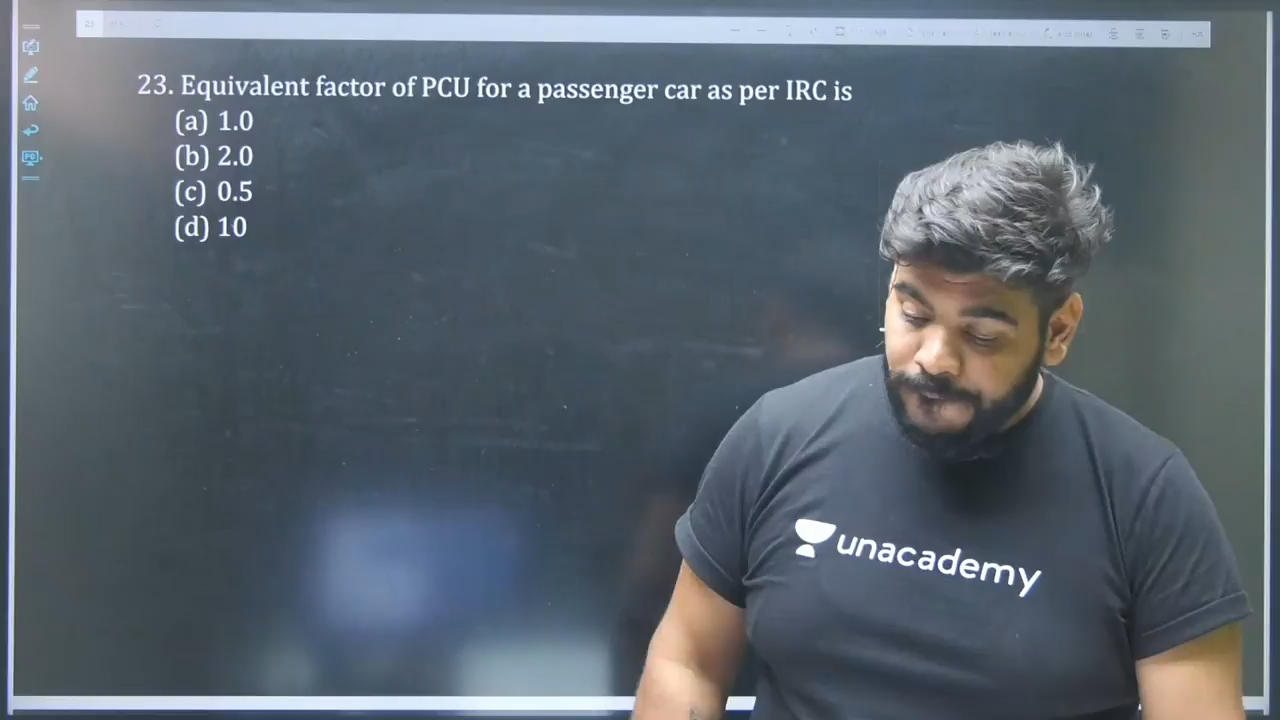 23. Equivalent factor of PCU for a passenger car as per IRC is
(a) 1.0
(b) 2.0
(c) 0.5
(d) 10
unacademy